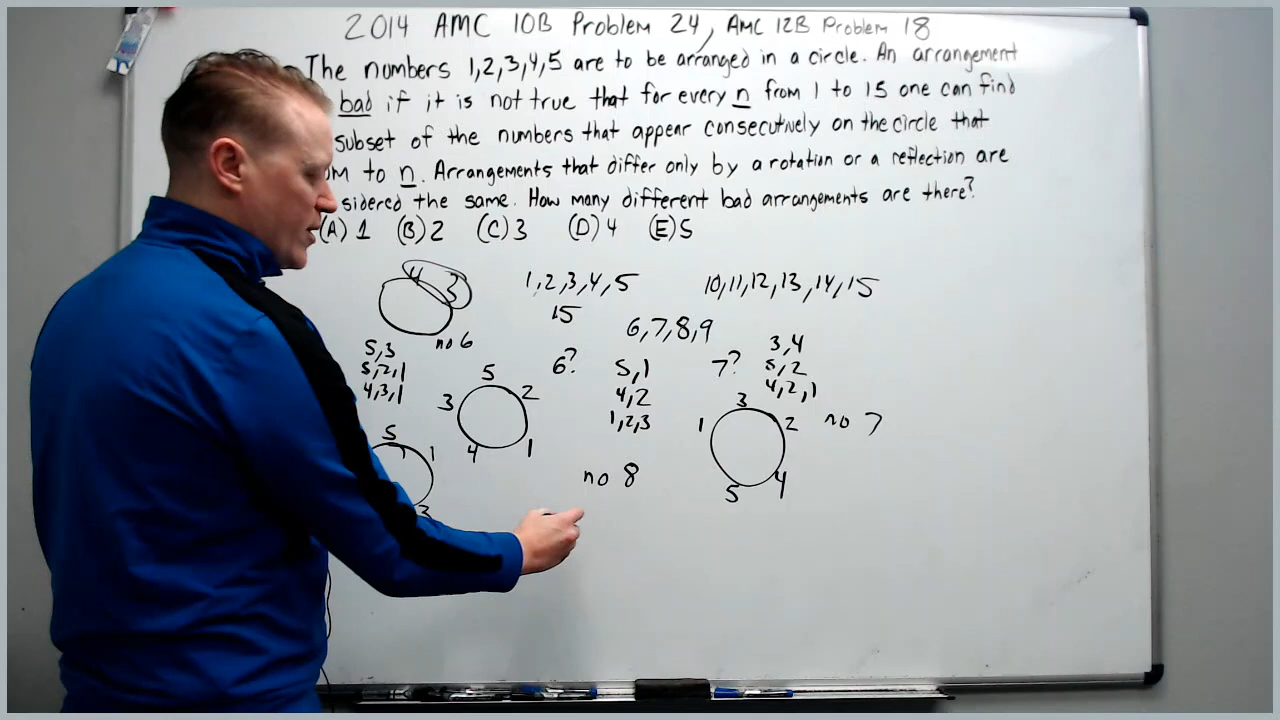 2014 AMC 10B Problem 24, AMC 12B Problem 18
The numbers 1,2,3,4,5 are to be arranged in a circle. An arrangement
bad if it is not true that for every n from 1 to 15 one can find
subset of the numbers that appear consecutively on the circle that
to n. Arrangements that differ only by a rotation or a reflection are
the same. How many different bad arrangements are there?
(A) 1 (B) 2 (C) 3 (D) 4 (E) 5
4 3
1,2,3,4,5
10,11,12,13,14,15
15
6,7,8,9
no 6
5,3
5,2,1
4,3,1
6?
5,1
4,2
1,2,3
7?
3,4
5,2
4,2,1
5
3 2
4 1
3
1 2
5 4
no 7
5
1
3
no 8